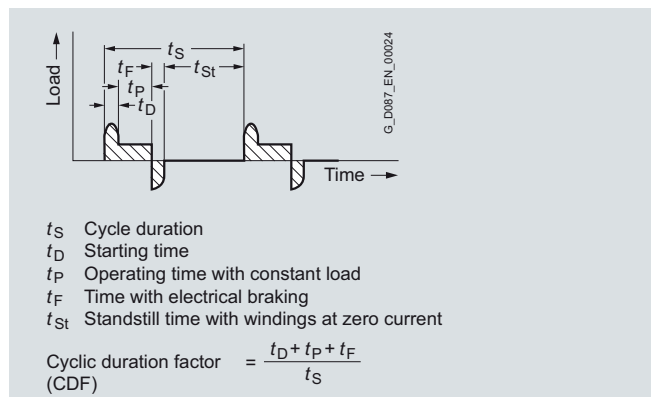 Load
tS
tF
tSt
tP
tD
Time
G_D087_EN_00024
tS Cycle duration
tD Starting time
tP Operating time with constant load
tF Time with electrical braking
tSt Standstill time with windings at zero current
Cyclic duration factor (CDF) = tD + tP + tF / tS